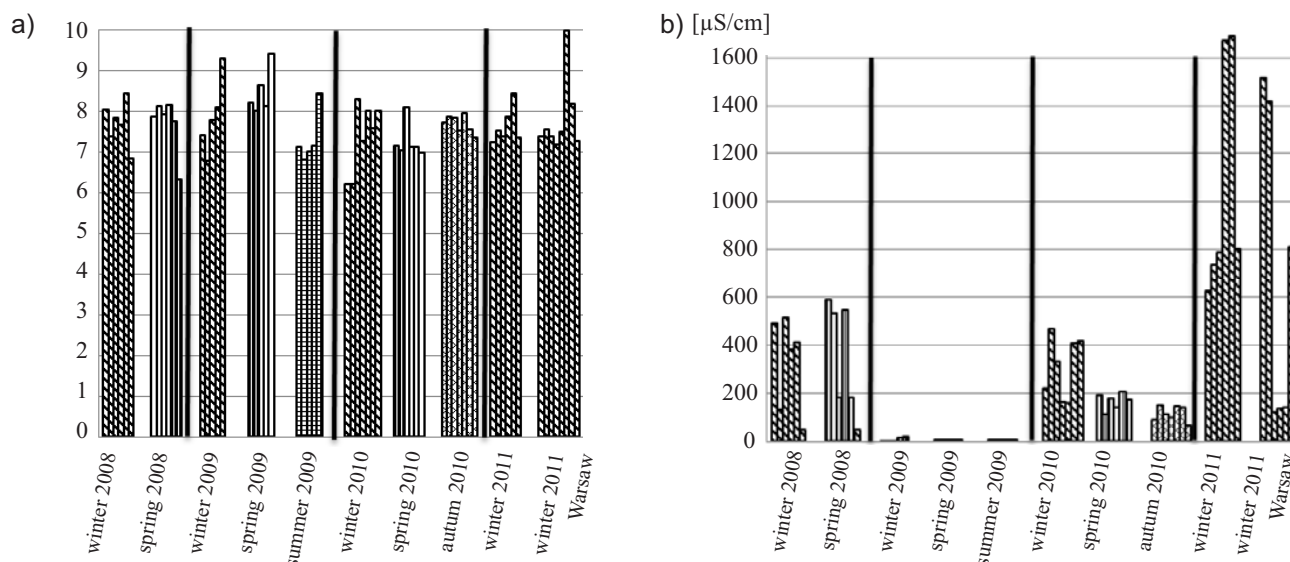 a)
10
9
8
7
6
5
4
3
2
1
0
winter 2008
spring 2008
winter 2009
spring 2009
summer 2009
winter 2010
spring 2010
autum 2010
winter 2011
winter 2011
Warsaw
b) [µS/cm]
1600
1400
1200
1000
800
600
400
200
0
winter 2008
spring 2008
winter 2009
spring 2009
summer 2009
winter 2010
spring 2010
autum 2010
winter 2011
winter 2011
Warsaw